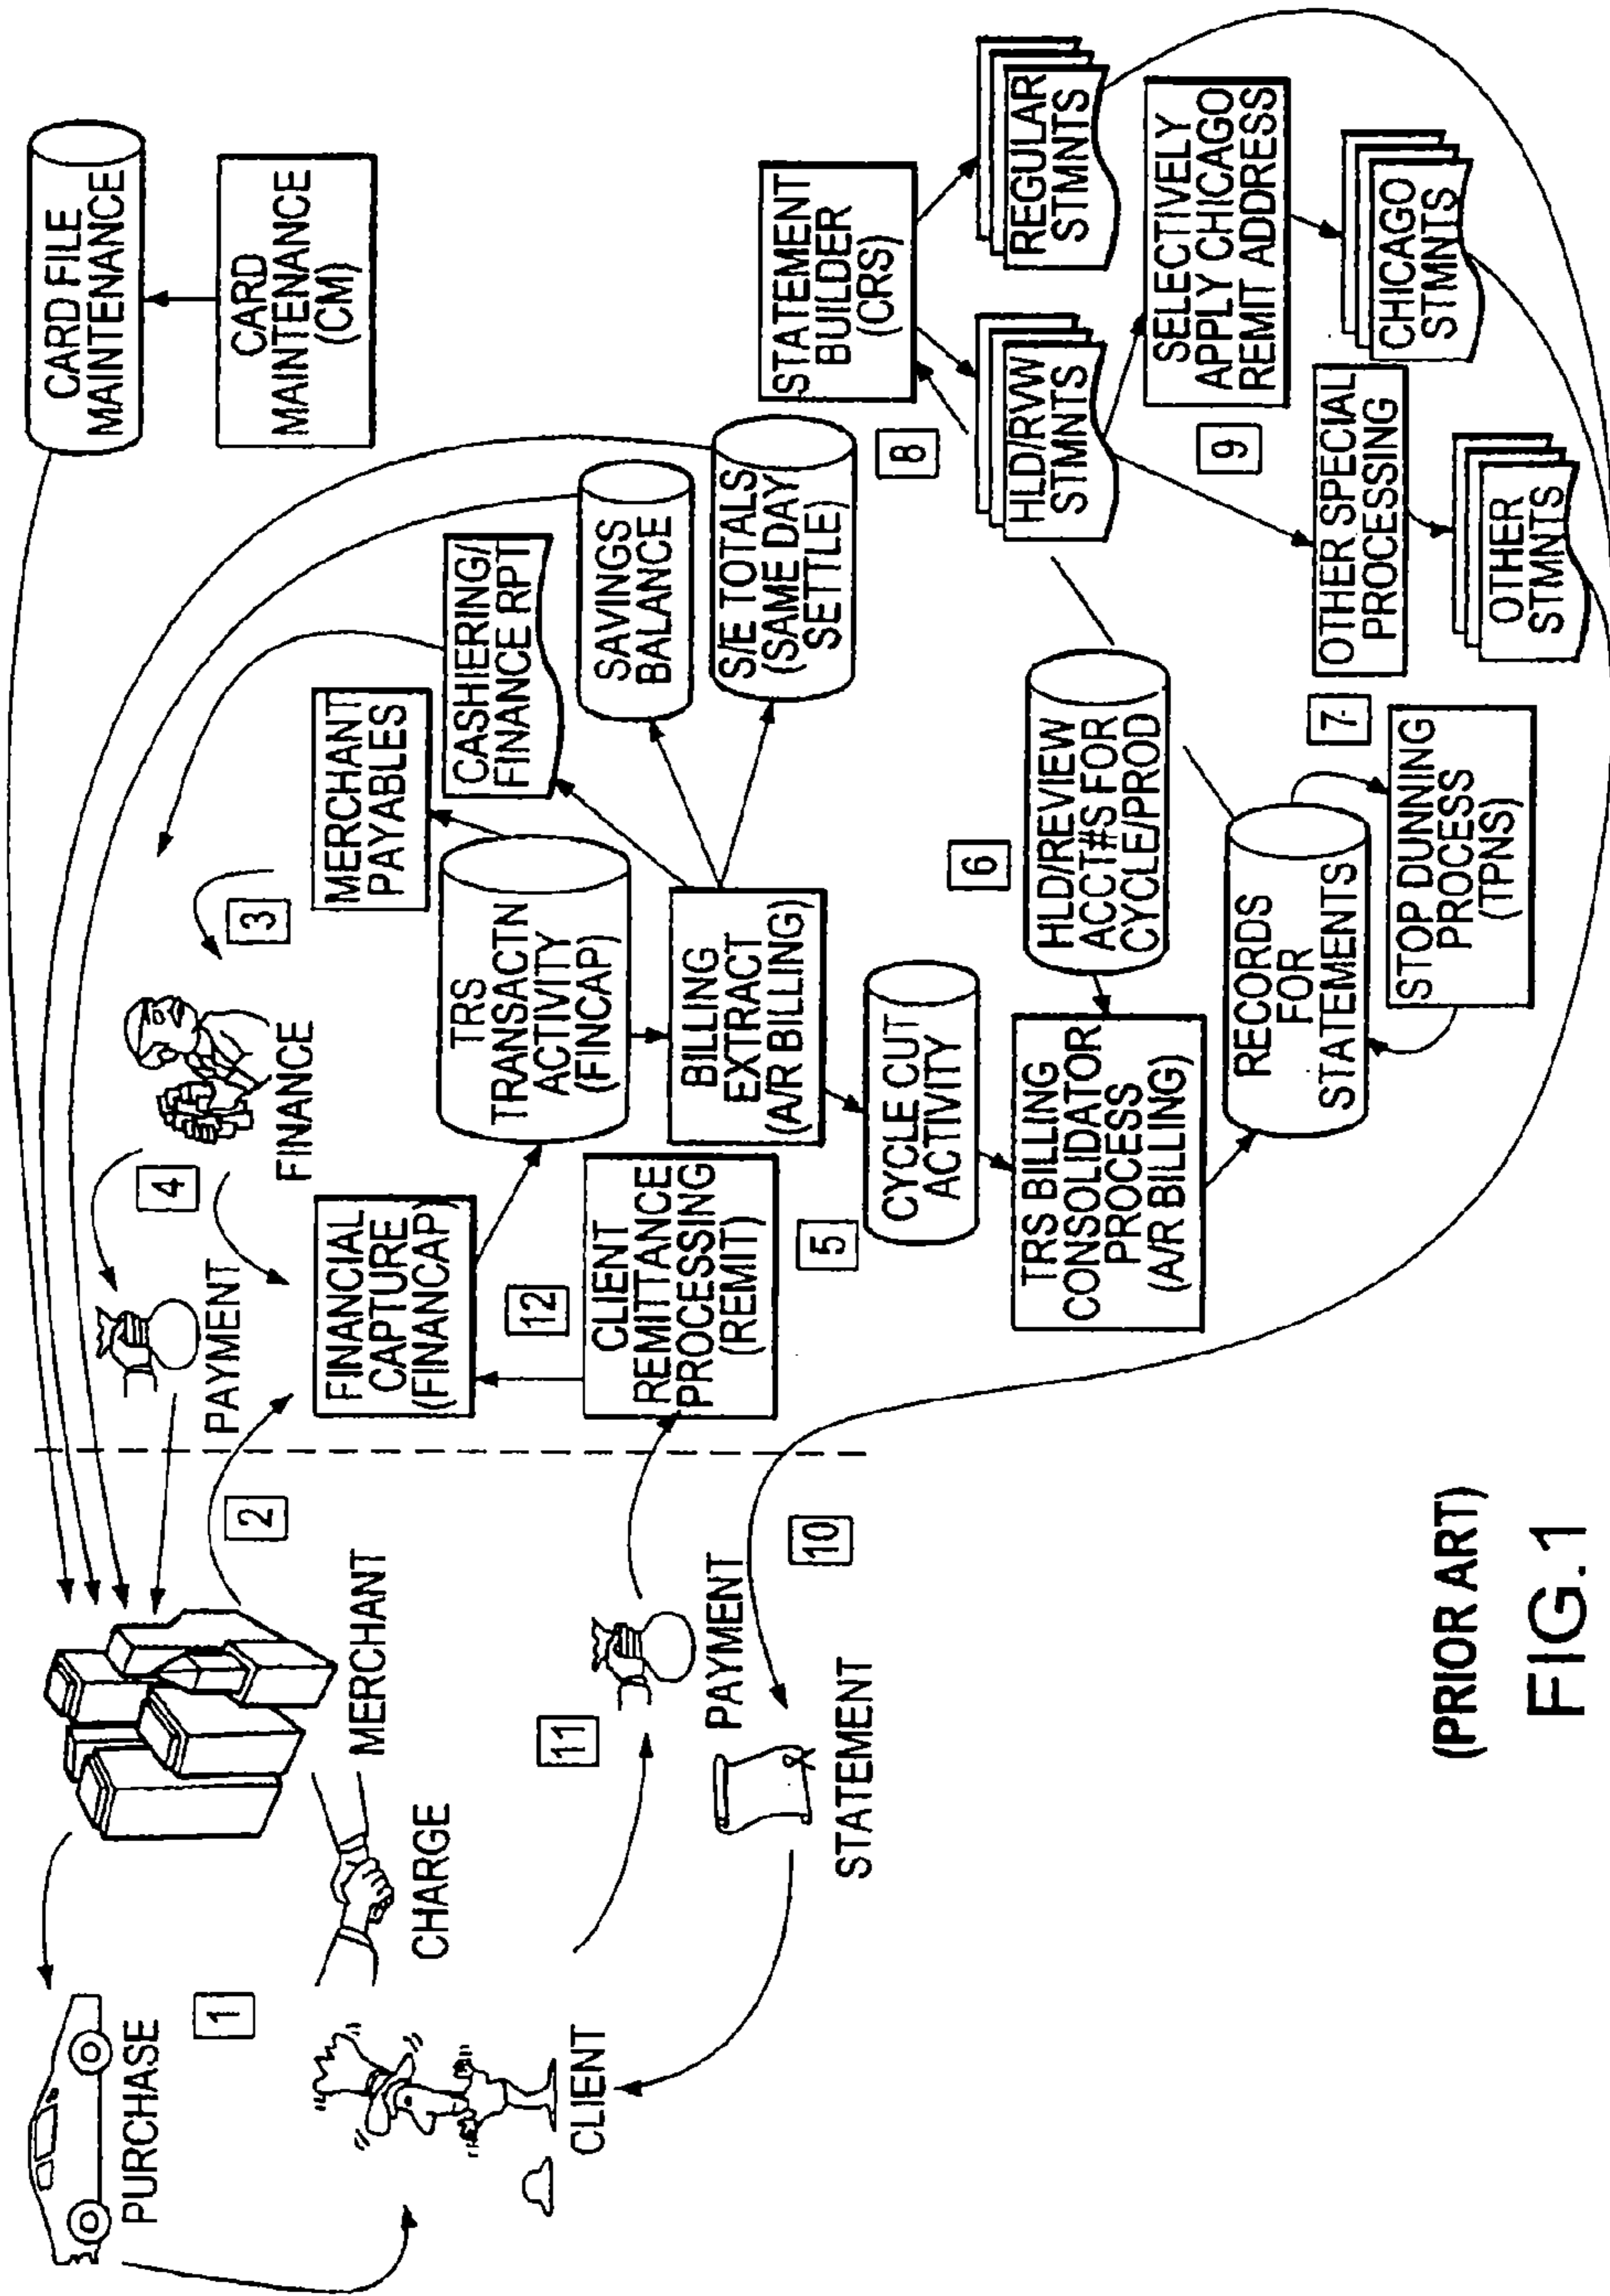 PURCHASE
1
CLIENT
CHARGE
MERCHANT
2
11
PAYMENT
STATEMENT
10
PAYMENT
4
FINANCE
3
FINANCIAL
CAPTURE
(FINANCAP)
12
CLIENT
REMITTANCE
PROCESSING
(REMIT)
MERCHANT
PAYABLES
TRS
TRANSACTN
ACTIVITY
(FINCAP)
CASHIERING/
FINANCE RPT
SAVINGS
BALANCE
S/E TOTALS
(SAME DAY
SETTLE)
BILLING
EXTRACT
(A/R BILLING)
5
CYCLE CUT
ACTIVITY
6
HLD/REVIEW
ACCT#S FOR
CYCLE/PROD
TRS BILLING
CONSOLIDATOR
PROCESS
(A/R BILLING)
RECORDS
FOR
STATEMENTS
7
STOP DUNNING
PROCESS
(TPNS)
CARD FILE
MAINTENANCE
CARD
MAINTENANCE
(CM)
STATEMENT
BUILDER
(CRS)
8
HLD/RVW
STMNTS
REGULAR
STMNTS
9
SELECTIVELY
APPLY CHICAGO
REMIT ADDRESS
OTHER SPECIAL
PROCESSING
CHICAGO
STMNTS
OTHER
STMNTS
(PRIOR ART)
FIG.1